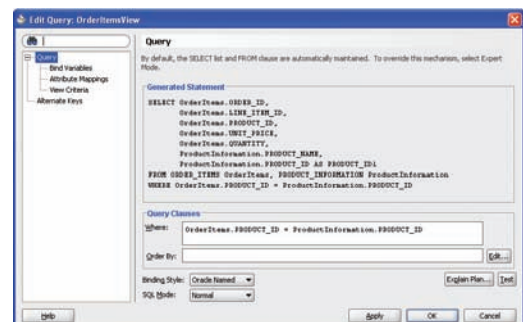 Edit Query: OrderItemsView
Query
Bind Variables
Attribute Mappings
View Criteria
Alternate Keys
Query
By default, the SELECT list and FROM clause are automatically maintained. To override this mechanism, select Expert
Mode.
Generated Statement
SELECT OrderItems.ORDER_ID,
OrderItems.LINE_ITEM_ID,
OrderItems.PRODUCT_ID,
OrderItems.UNIT_PRICE,
OrderItems.QUANTITY,
ProductInformation.PRODUCT_NAME,
ProductInformation.PRODUCT_ID AS PRODUCT_ID1
FROM ORDER_ITEMS OrderItems, PRODUCT_INFORMATION ProductInformation
WHERE OrderItems.PRODUCT_ID = ProductInformation.PRODUCT_ID
Query Clauses
Where: OrderItems.PRODUCT_ID = ProductInformation.PRODUCT_ID
Order By: Edit...
Binding Style: Oracle Named Explain Plan... Test
SQL Mode: Normal
Help Apply OK Cancel